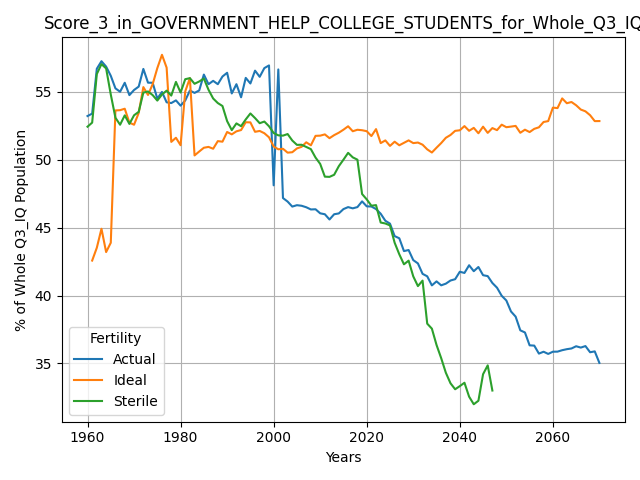 Score_3_in_GOVERNMENT_HELP_COLLEGE_STUDENTS_for_Whole_Q3_IQ
% of Whole Q3_IQ Population
55
50
45
40
35
Fertility
Actual
Ideal
Sterile
1960 1980 2000 2020 2040 2060
Years